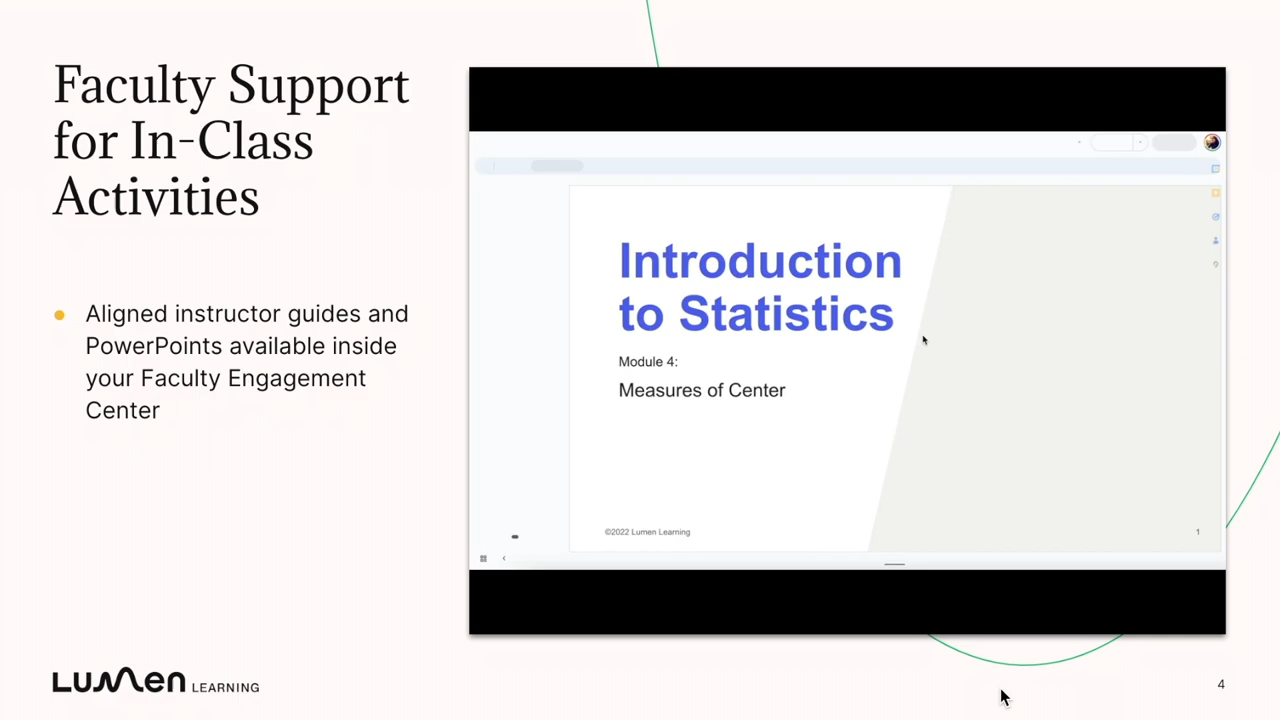 Faculty Support
for In-Class
Activities
Aligned instructor guides and
PowerPoints available inside
your Faculty Engagement
Center
Introduction
to Statistics
Module 4:
Measures of Center
©2022 Lumen Learning
1
LUMEN LEARNING
4